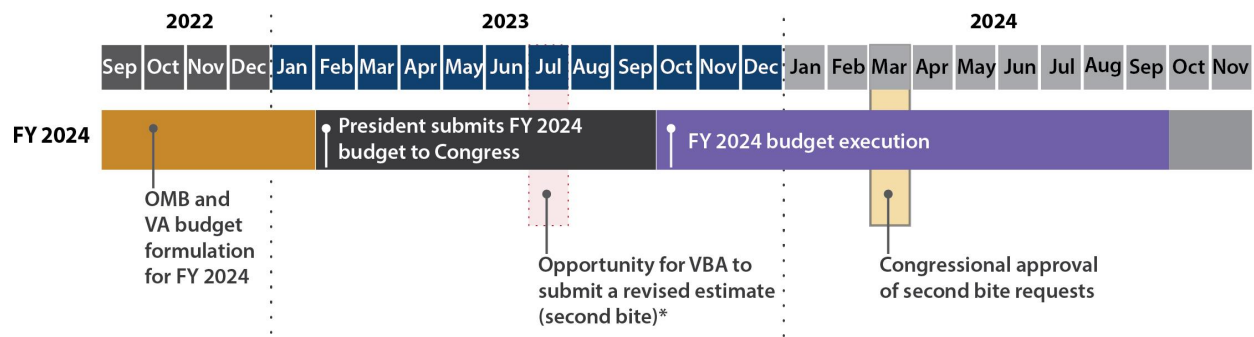 2022 2023 2024
Sep Oct Nov Dec Jan Feb Mar Apr May Jun Jul Aug Sep Oct Nov Dec Jan Feb Mar Apr May Jun Jul Aug Sep Oct Nov
FY 2024
President submits FY 2024
budget to Congress
FY 2024 budget execution
OMB and
VA budget
formulation
for FY 2024
Opportunity for VBA to
submit a revised estimate
(second bite)*
Congressional approval
of second bite requests